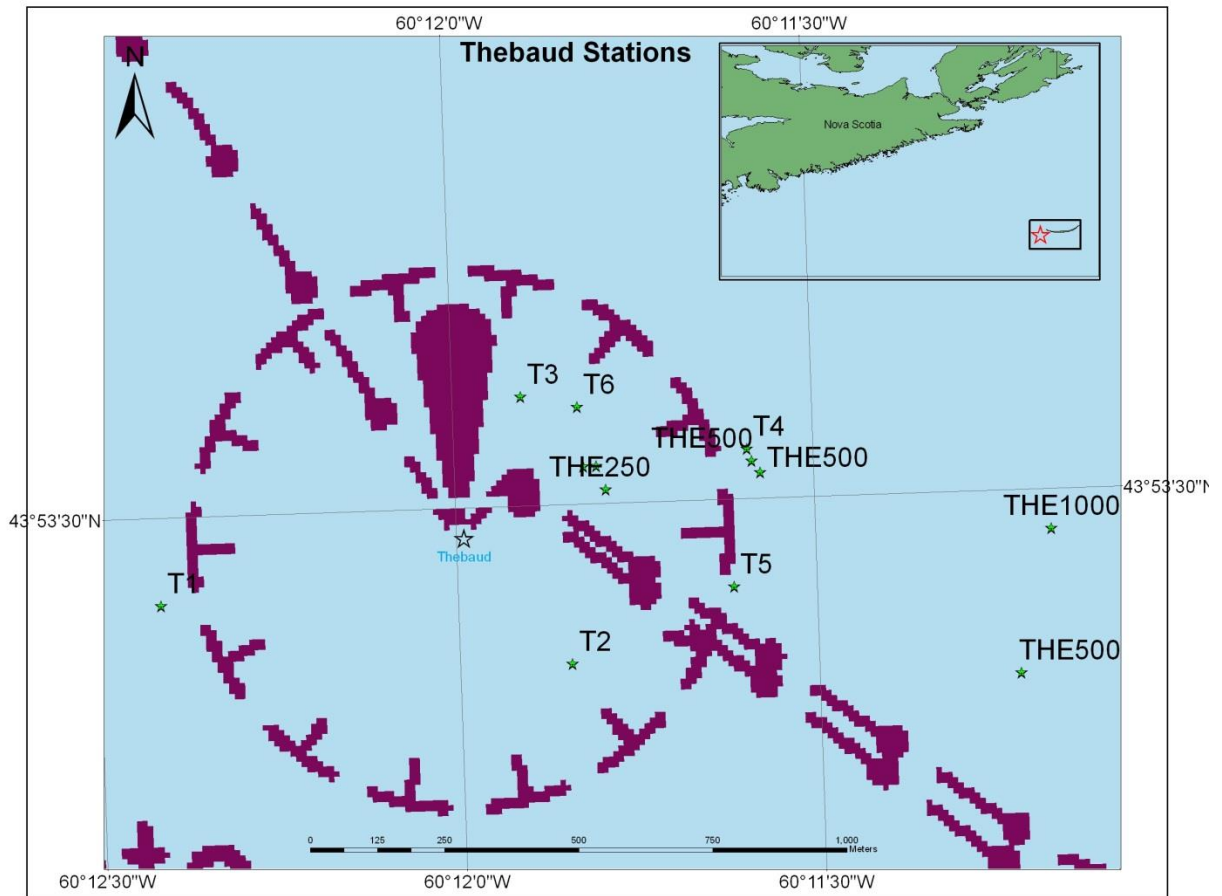 60°12'0"W 60°11'30"W
Thebaud Stations
N
Nova Scotia
T3 T6
T4
THE500
THE250 THE500
43°53'30"N 43°53'30"N
THE1000
Thebaud
T1 T5
T2 THE500
0 125 250 500 750 1,000
Meters
60°12'30"W 60°12'0"W 60°11'30"W